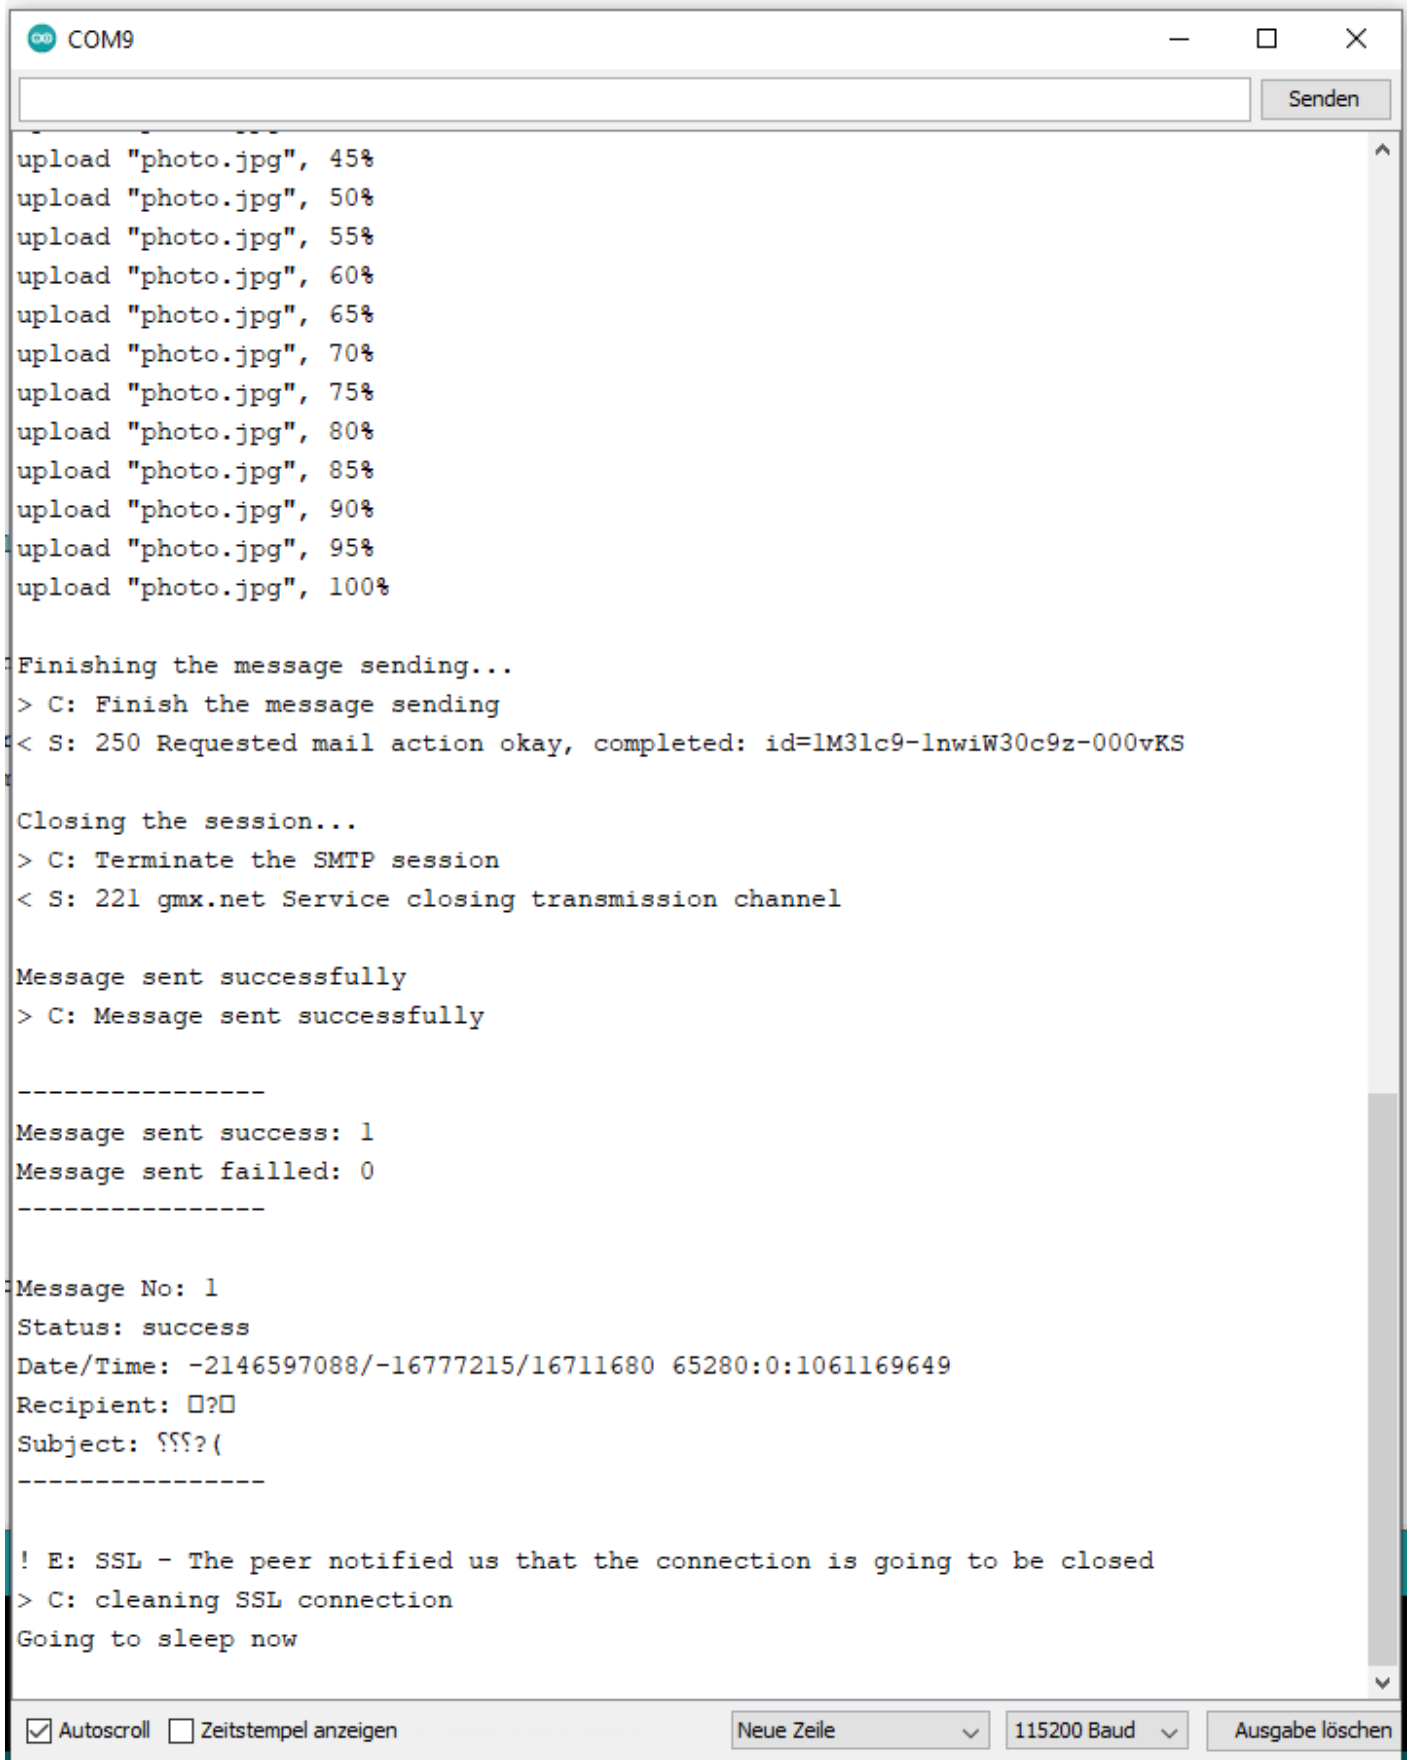 COM9
Senden
upload "photo.jpg", 45%
upload "photo.jpg", 50%
upload "photo.jpg", 55%
upload "photo.jpg", 60%
upload "photo.jpg", 65%
upload "photo.jpg", 70%
upload "photo.jpg", 75%
upload "photo.jpg", 80%
upload "photo.jpg", 85%
upload "photo.jpg", 90%
upload "photo.jpg", 95%
upload "photo.jpg", 100%
Finishing the message sending...
> C: Finish the message sending
< S: 250 Requested mail action okay, completed: id=1M3lc9-1nwiW30c9z-000vKS
Closing the session...
> C: Terminate the SMTP session
< S: 221 gmx.net Service closing transmission channel
Message sent successfully
> C: Message sent successfully
----------------
Message sent success: 1
Message sent failled: 0
----------------
Message No: 1
Status: success
Date/Time: -2146597088/-16777215/16711680 65280:0:1061169649
Recipient: □?□
Subject: ⸮⸮⸮?(
----------------
! E: SSL - The peer notified us that the connection is going to be closed
> C: cleaning SSL connection
Going to sleep now
Autoscroll
Zeitstempel anzeigen
Neue Zeile
115200 Baud
Ausgabe löschen